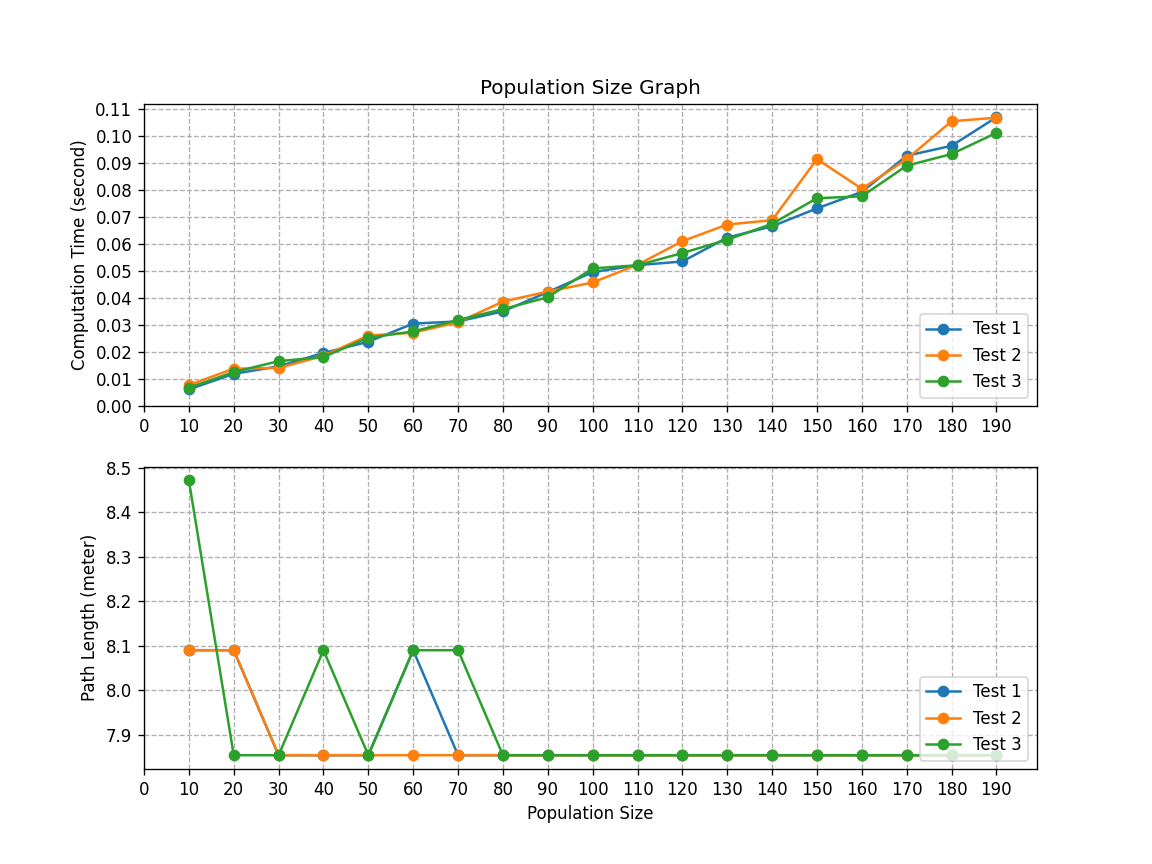 Population Size Graph
Computation Time (second)
0.11
0.10
0.09
0.08
0.07
0.06
0.05
0.04
0.03
0.02
0.01
0.00
Test 1
Test 2
Test 3
0 10 20 30 40 50 60 70 80 90 100 110 120 130 140 150 160 170 180 190
Path Length (meter)
8.5
8.4
8.3
8.2
8.1
8.0
7.9
Test 1
Test 2
Test 3
0 10 20 30 40 50 60 70 80 90 100 110 120 130 140 150 160 170 180 190
Population Size